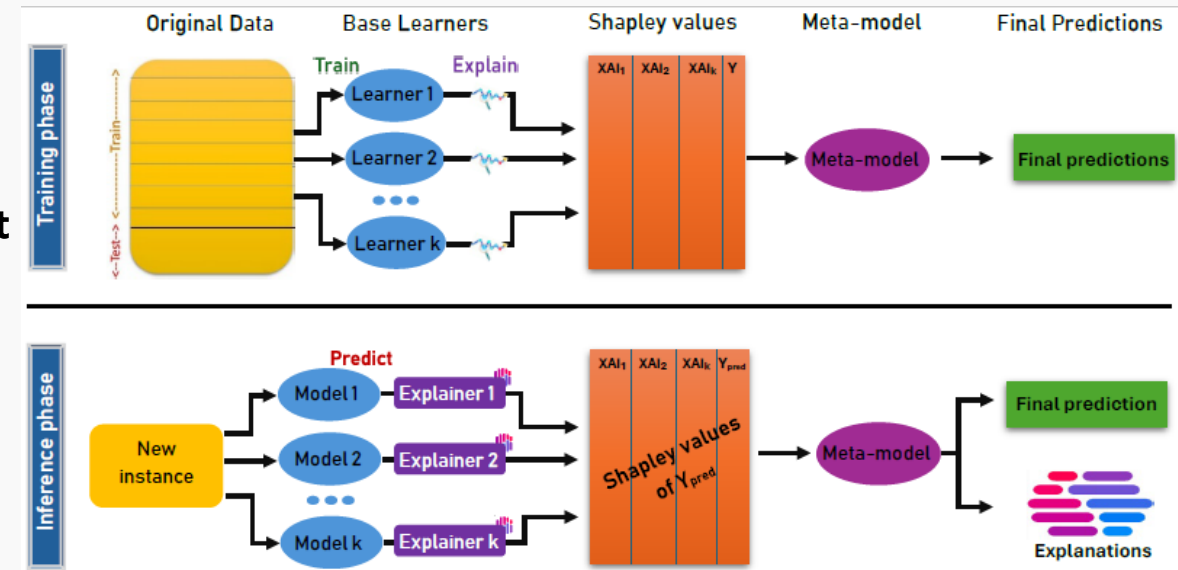 Original Data
Base Learners
Shapley values
Meta-model
Final Predictions
Training phase
<---------Train--------->
<--Test-->
Train
Explain
Learner 1
Learner 2
Learner k
XAI₁
XAI₂
XAIₖ
Y
Meta-model
Final predictions
t
Inference phase
New
instance
Predict
Model 1
Explainer 1
Model 2
Explainer 2
Model k
Explainer k
XAI₁
XAI₂
XAIₖ
Y_pred
Shapley values
of Y_pred
Meta-model
Final prediction
Explanations